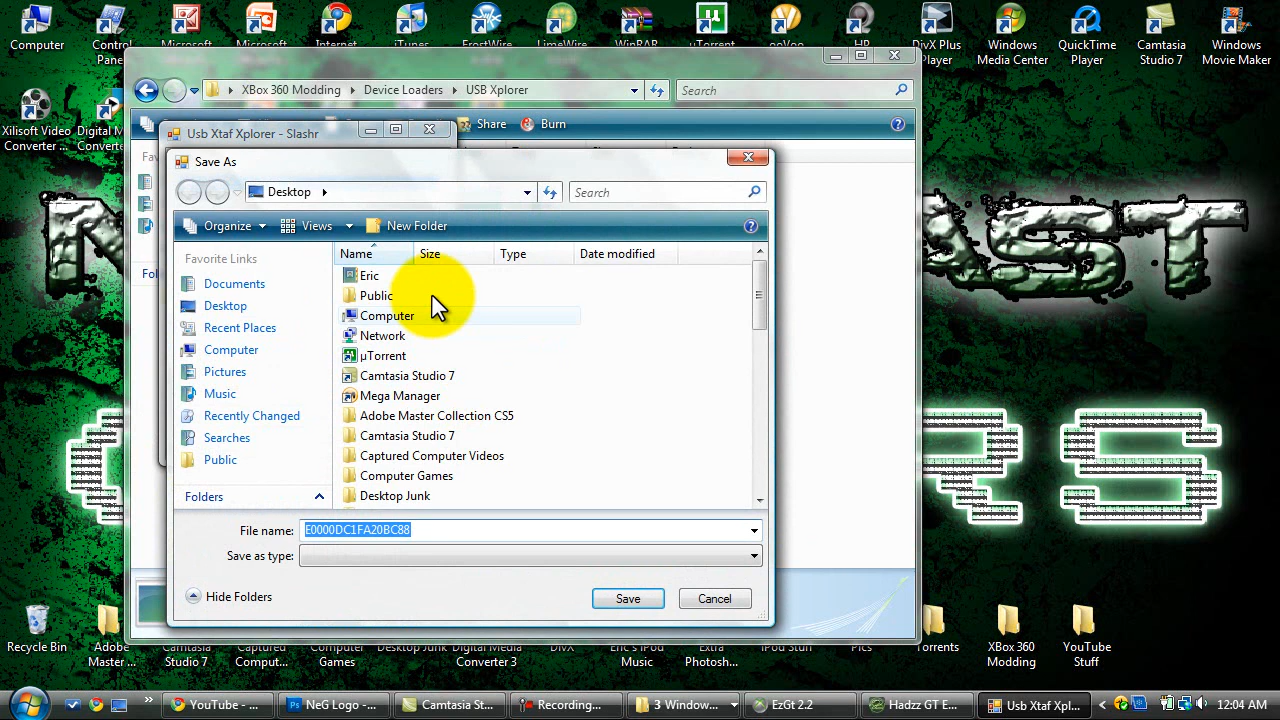 Computer
Control
Panel
Microsoft
Microsoft
Internet
iTunes
FrostWire
LimeWire
WinRAR
µTorrent
ooVoo
HP
DivX Plus
Player
Windows
Media Center
QuickTime
Player
Camtasia
Studio 7
Windows
Movie Maker
XBox 360 Modding
Device Loaders
USB Xplorer
Search
Xilisoft Video
Converter ...
Digital M
Converte
Share
Burn
Usb Xtaf Xplorer - Slashr
Save As
Desktop
Search
Organize
Views
New Folder
Name
Size
Type
Date modified
Favorite Links
Documents
Desktop
Recent Places
Computer
Pictures
Music
Recently Changed
Searches
Public
Folders
Eric
Public
Computer
Network
µTorrent
Camtasia Studio 7
Mega Manager
Adobe Master Collection CS5
Camtasia Studio 7
Captured Computer Videos
Computer Games
Desktop Junk
File name:
E0000DC1FA20BC88
Save as type:
Hide Folders
Save
Cancel
Recycle Bin
Adobe
Master ...
Camtasia
Studio 7
Captured
Comput...
Computer
Games
Desktop Junk
Digital Media
Converter 3
DivX
Eric's iPod
Music
Extra
Photosh...
iPod Stuff
Pics
Torrents
XBox 360
Modding
YouTube
Stuff
YouTube - ...
NeG Logo - ...
Camtasia St...
Recording...
3 Window...
EzGt 2.2
Hadzz GT E...
Usb Xtaf Xpl...
12:04 AM